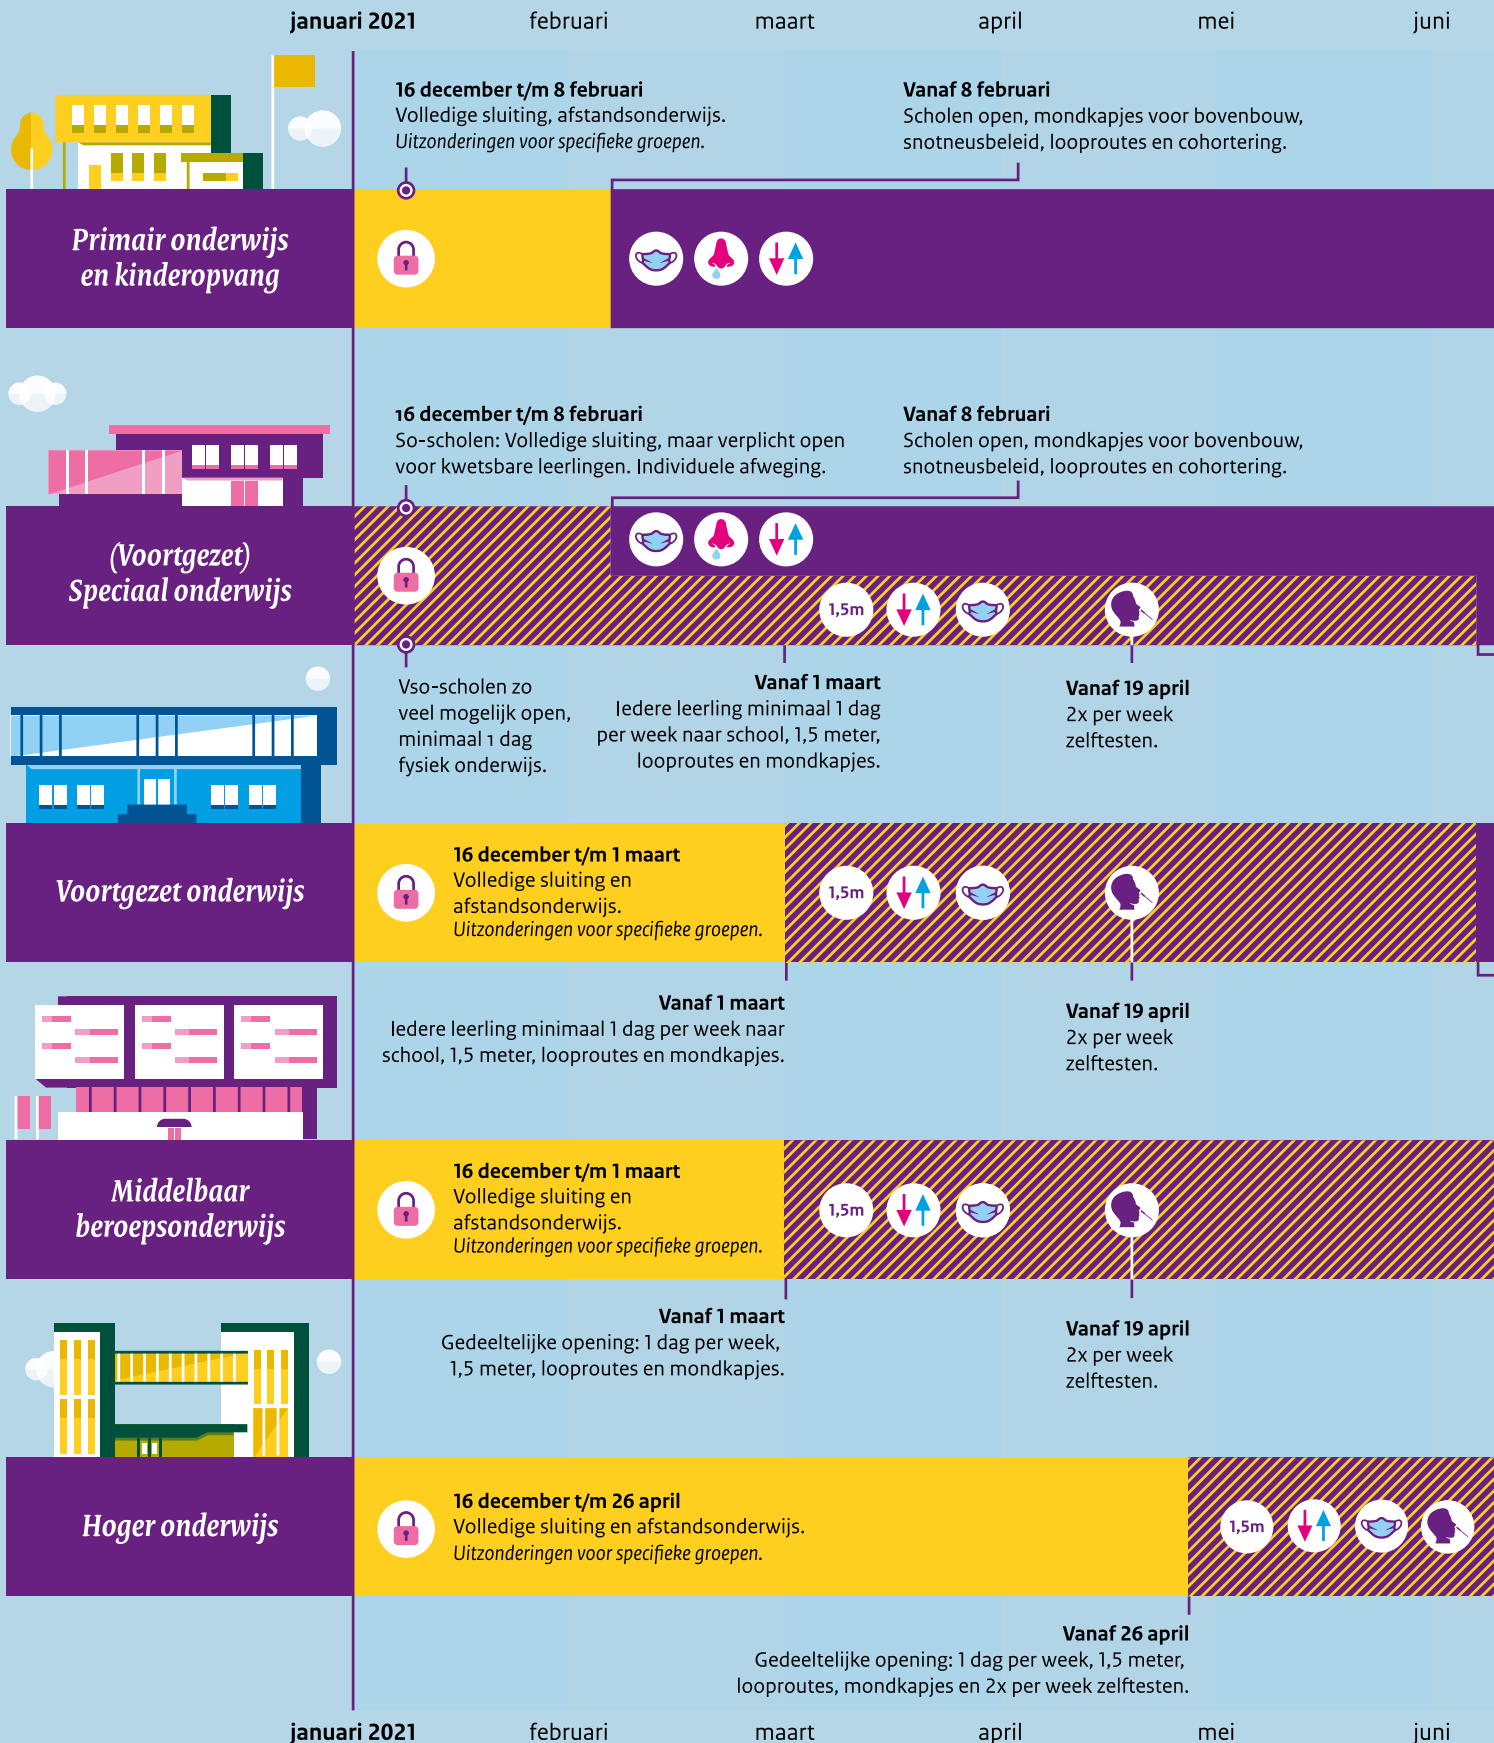 januari 2021 februari maart april mei juni
16 december t/m 8 februari
Volledige sluiting, afstandsonderwijs.
Uitzonderingen voor specifieke groepen.
Vanaf 8 februari
Scholen open, mondkapjes voor bovenbouw,
snotneusbeleid, looproutes en cohortering.
Primair onderwijs
en kinderopvang
16 december t/m 8 februari
So-scholen: Volledige sluiting, maar verplicht open
voor kwetsbare leerlingen. Individuele afweging.
Vanaf 8 februari
Scholen open, mondkapjes voor bovenbouw,
snotneusbeleid, looproutes en cohortering.
(Voortgezet)
Speciaal onderwijs
1,5m
Vso-scholen zo
veel mogelijk open,
minimaal 1 dag
fysiek onderwijs.
Vanaf 1 maart
Iedere leerling minimaal 1 dag
per week naar school, 1,5 meter,
looproutes en mondkapjes.
Vanaf 19 april
2x per week
zelftesten.
Voortgezet onderwijs
16 december t/m 1 maart
Volledige sluiting en
afstandsonderwijs.
Uitzonderingen voor specifieke groepen.
1,5m
Vanaf 1 maart
Iedere leerling minimaal 1 dag per week naar
school, 1,5 meter, looproutes en mondkapjes.
Vanaf 19 april
2x per week
zelftesten.
Middelbaar
beroepsonderwijs
16 december t/m 1 maart
Volledige sluiting en
afstandsonderwijs.
Uitzonderingen voor specifieke groepen.
1,5m
Vanaf 1 maart
Gedeeltelijke opening: 1 dag per week,
1,5 meter, looproutes en mondkapjes.
Vanaf 19 april
2x per week
zelftesten.
Hoger onderwijs
16 december t/m 26 april
Volledige sluiting en afstandsonderwijs.
Uitzonderingen voor specifieke groepen.
1,5m
Vanaf 26 april
Gedeeltelijke opening: 1 dag per week, 1,5 meter,
looproutes, mondkapjes en 2x per week zelftesten.
januari 2021 februari maart april mei juni